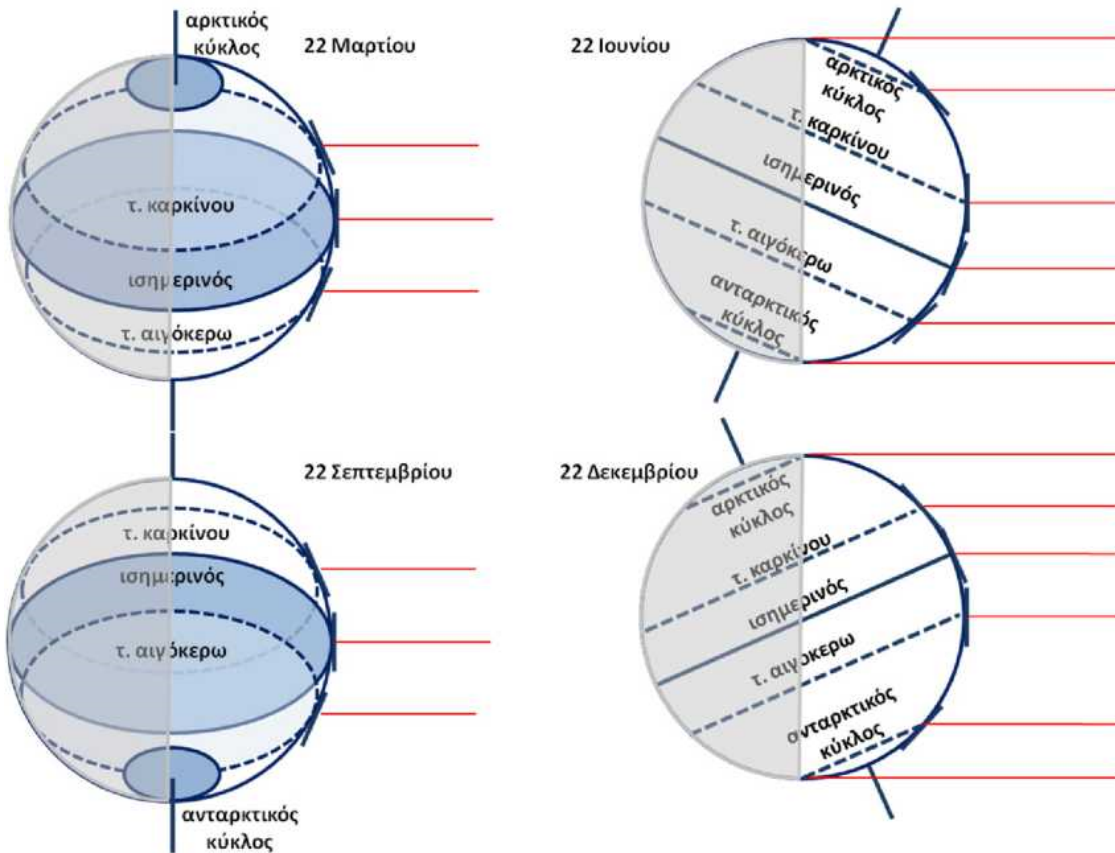 αρκτικός
κύκλος
22 Μαρτίου
τ. καρκίνου
ισημερινός
τ. αιγόκερω
22 Ιουνίου
αρκτικός
κύκλος
τ. καρκίνου
ισημερινός
τ. αιγόκερω
ανταρκτικός
κύκλος
22 Σεπτεμβρίου
τ. καρκίνου
ισημερινός
τ. αιγόκερω
ανταρκτικός
κύκλος
22 Δεκεμβρίου
αρκτικός
κύκλος
τ. καρκίνου
ισημερινός
τ. αιγόκερω
ανταρκτικός
κύκλος